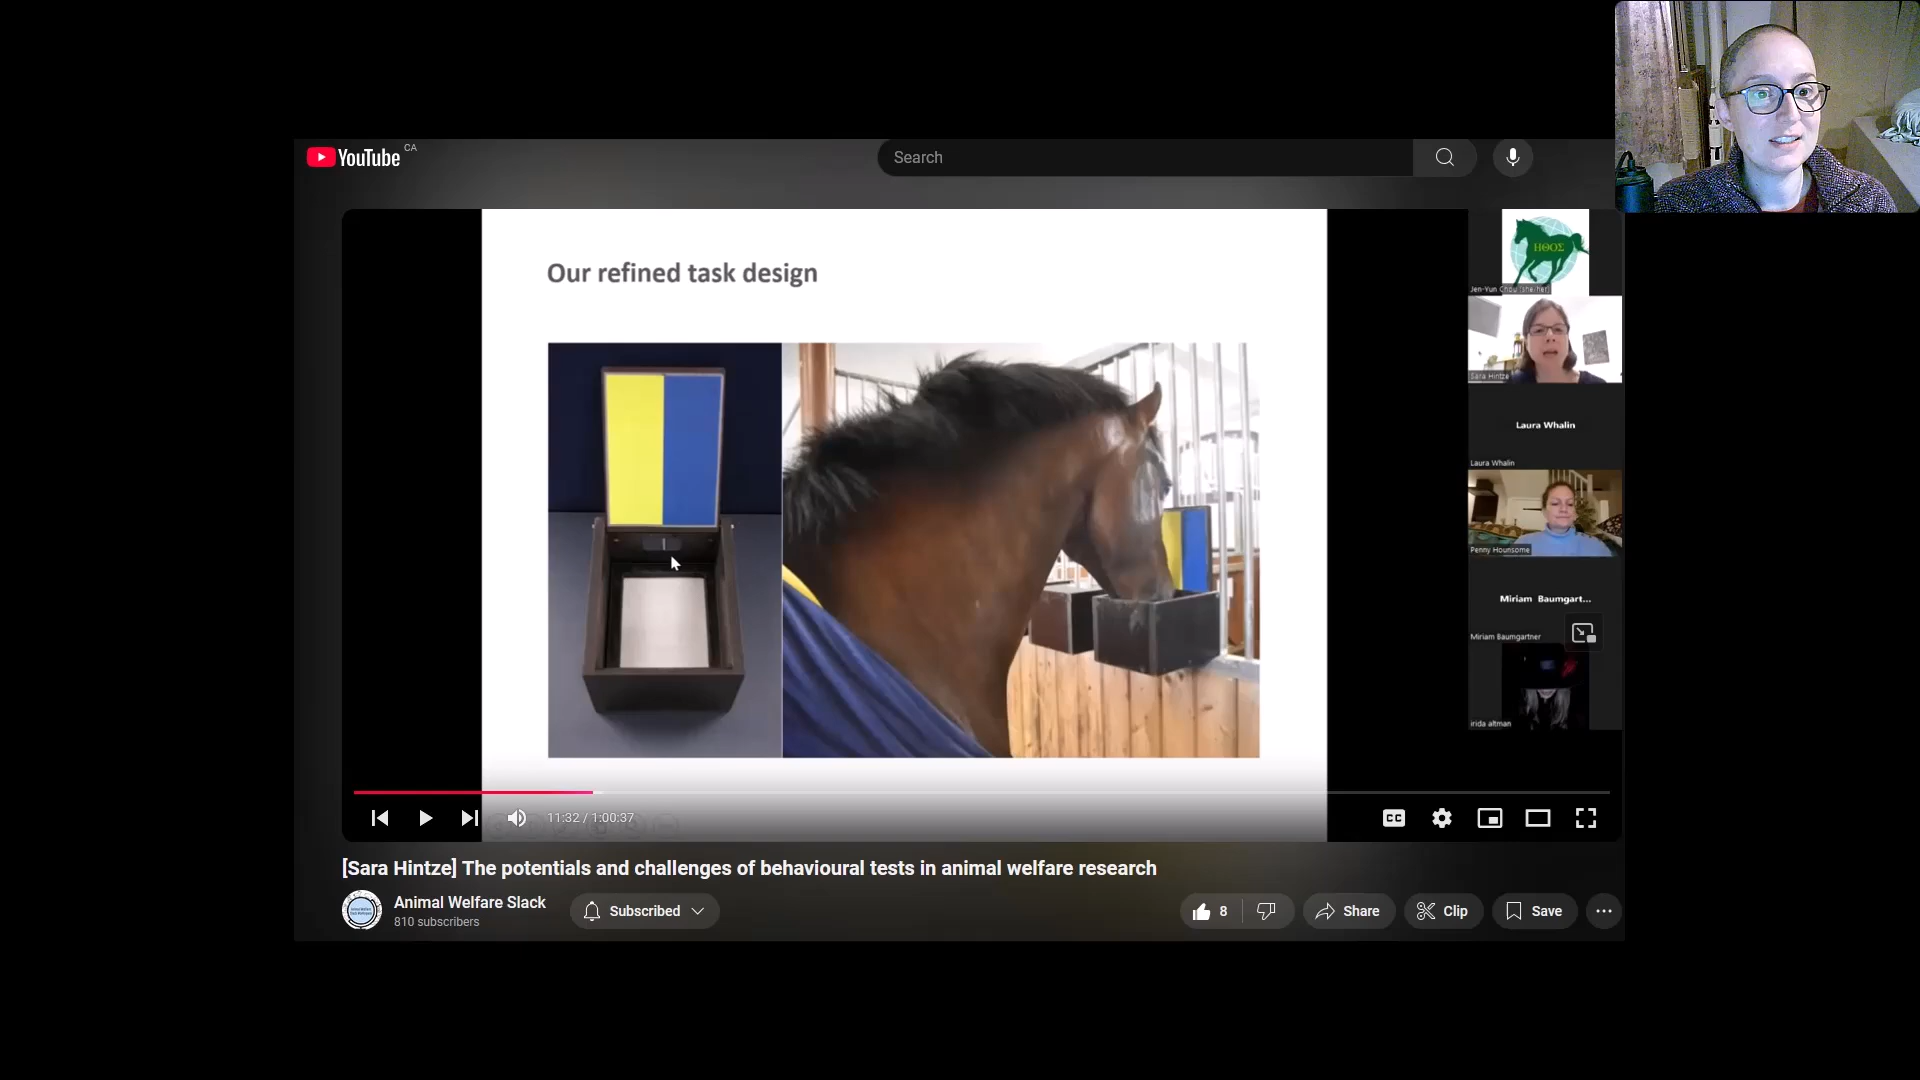 YouTube CA
Search
Our refined task design
ΗΘΟΣ
Jen-Yun Chou (she/her)
Sara Hintze
Laura Whalin
Laura Whalin
Penny Hounsome
Miriam Baumgart...
Miriam Baumgartner
irida altman
11:32 / 1:00:37
CC
[Sara Hintze] The potentials and challenges of behavioural tests in animal welfare research
Animal Welfare Slack
810 subscribers
Subscribed
8
Share
Clip
Save